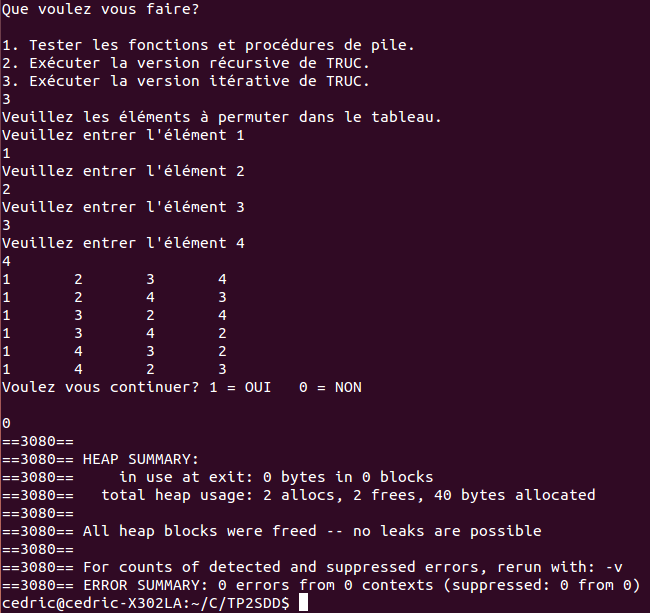 Que voulez vous faire?
1. Tester les fonctions et procédures de pile.
2. Exécuter la version récursive de TRUC.
3. Exécuter la version itérative de TRUC.
3
Veuillez les éléments à permuter dans le tableau.
Veuillez entrer l'élément 1
1
Veuillez entrer l'élément 2
2
Veuillez entrer l'élément 3
3
Veuillez entrer l'élément 4
4
1 2 3 4
1 2 4 3
1 3 2 4
1 3 4 2
1 4 3 2
1 4 2 3
Voulez vous continuer? 1 = OUI 0 = NON
0
==3080==
==3080== HEAP SUMMARY:
==3080== in use at exit: 0 bytes in 0 blocks
==3080== total heap usage: 2 allocs, 2 frees, 40 bytes allocated
==3080==
==3080== All heap blocks were freed -- no leaks are possible
==3080==
==3080== For counts of detected and suppressed errors, rerun with: -v
==3080== ERROR SUMMARY: 0 errors from 0 contexts (suppressed: 0 from 0)
cedric@cedric-X302LA:~/C/TP2SDD$